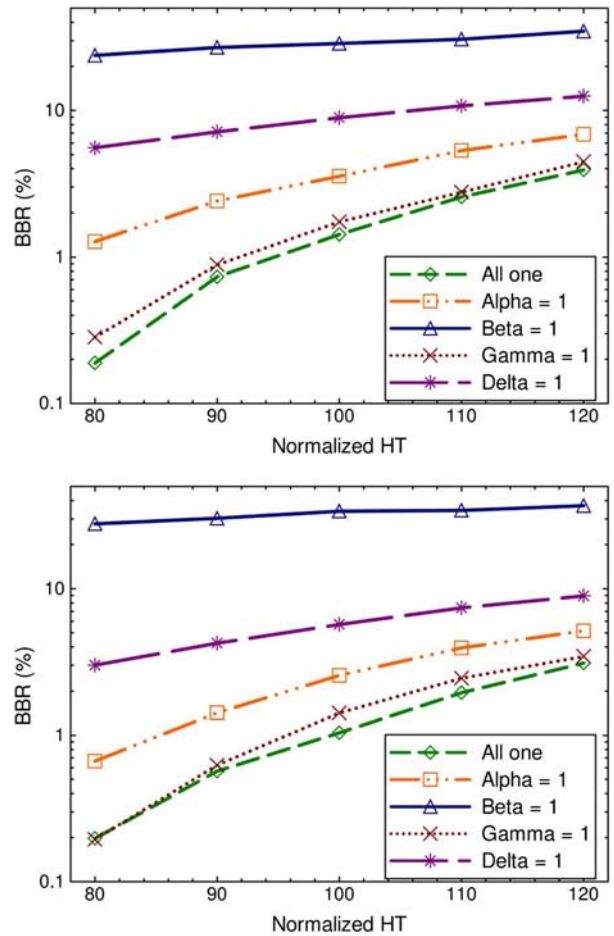 BBR (%)
10
1
0.1
All one
Alpha = 1
Beta = 1
Gamma = 1
Delta = 1
80 90 100 110 120
Normalized HT
BBR (%)
10
1
0.1
All one
Alpha = 1
Beta = 1
Gamma = 1
Delta = 1
80 90 100 110 120
Normalized HT